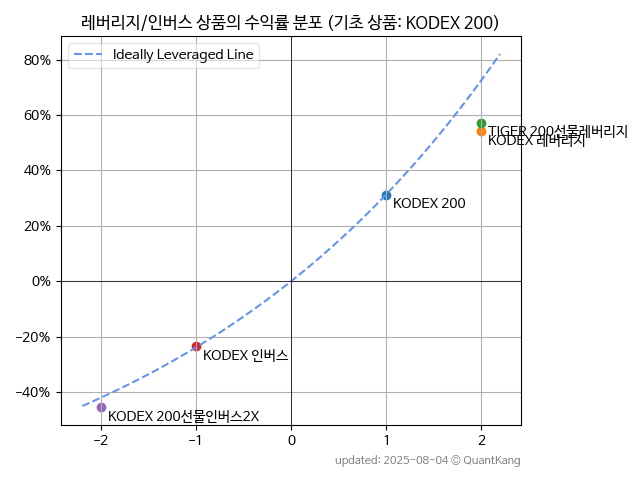 레버리지/인버스 상품의 수익률 분포 (기초 상품: KODEX 200)
Ideally Leveraged Line
80%
60%
40%
20%
0%
−20%
−40%
TIGER 200선물레버리지
KODEX 레버리지
KODEX 200
KODEX 인버스
KODEX 200선물인버스2X
−2
−1
0
1
2
updated: 2025-08-04 © QuantKang